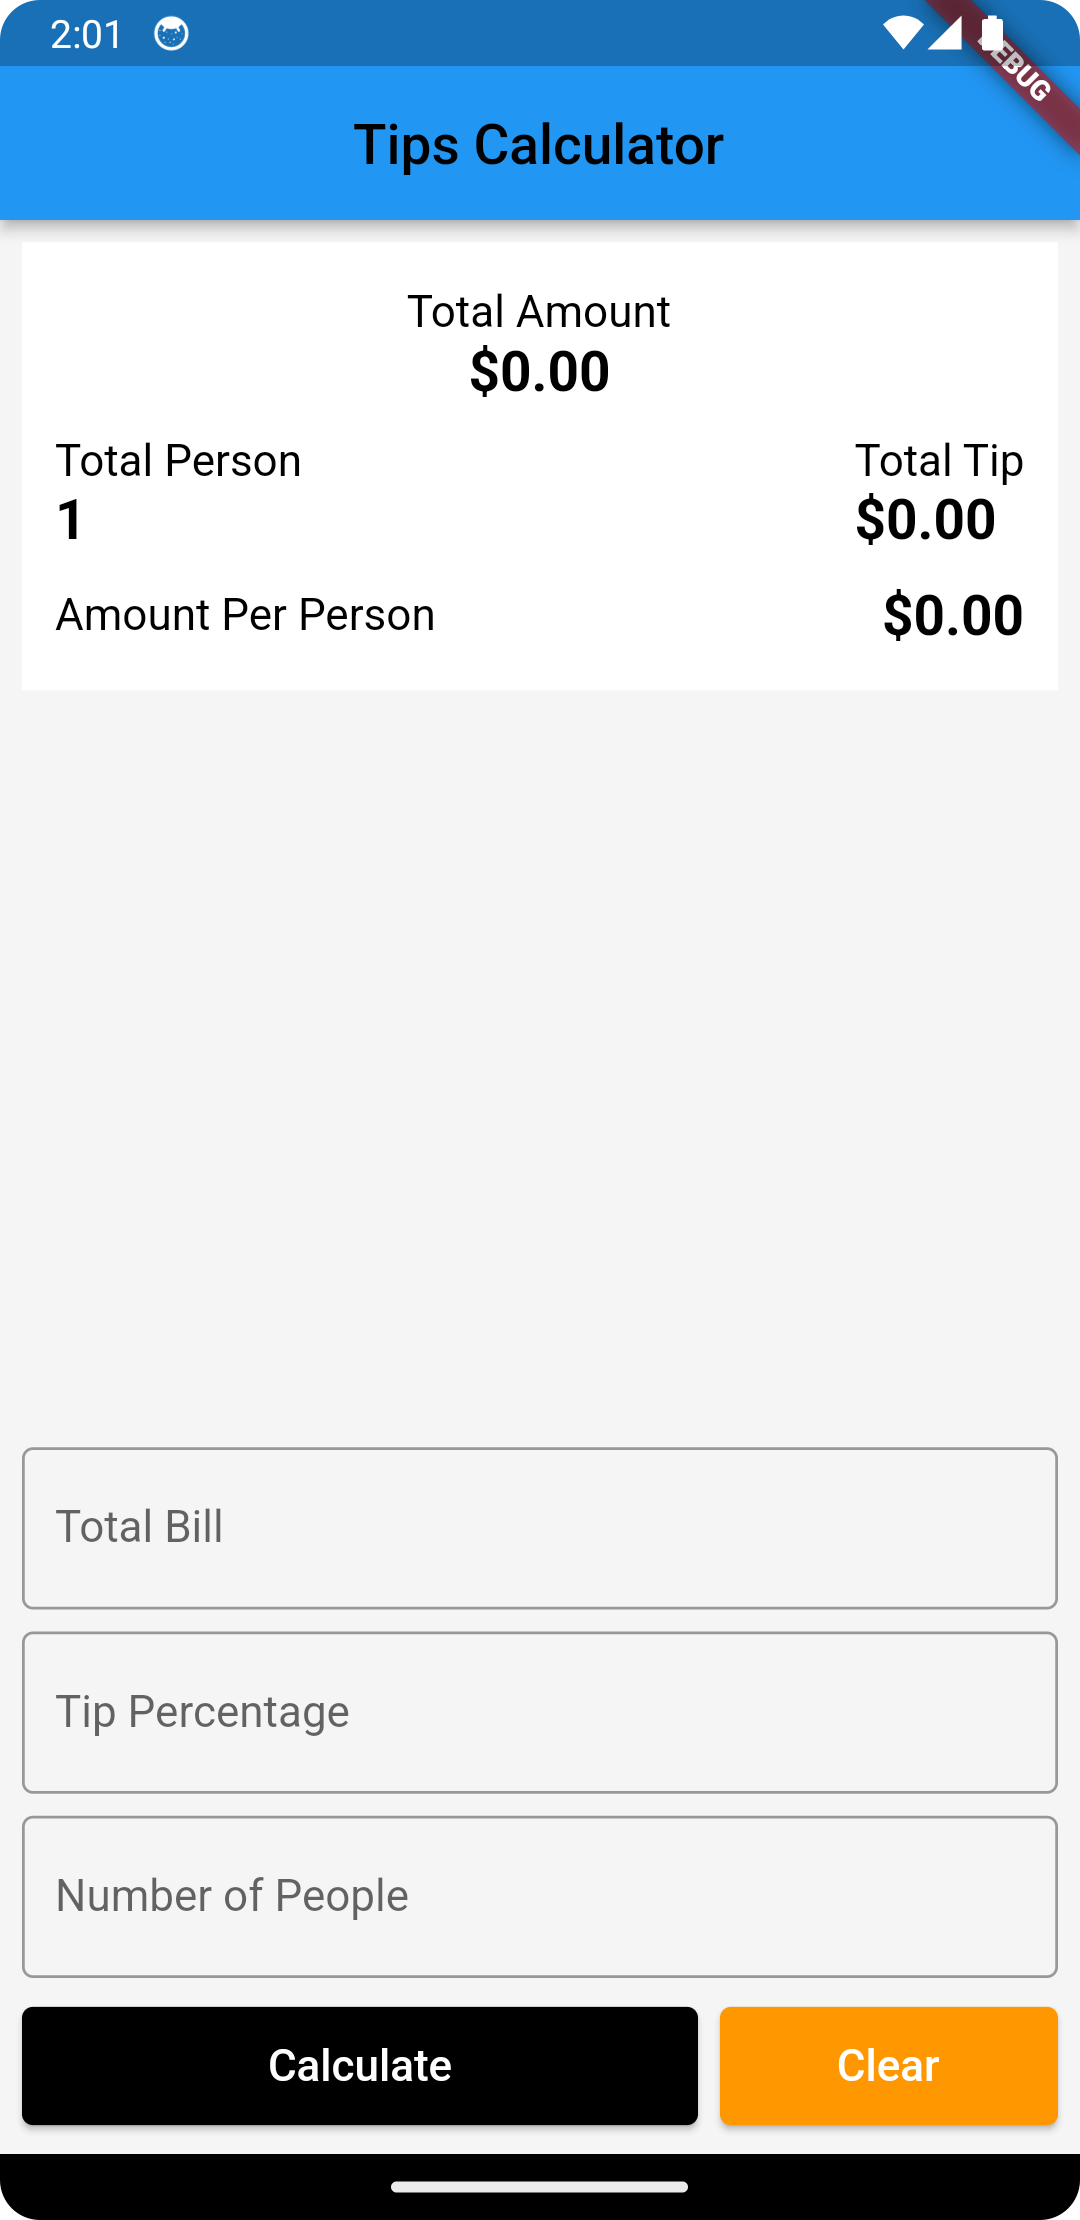 2:01
DEBUG
Tips Calculator
Total Amount
$0.00
Total Person Total Tip
1 $0.00
Amount Per Person $0.00
Total Bill
Tip Percentage
Number of People
Calculate Clear